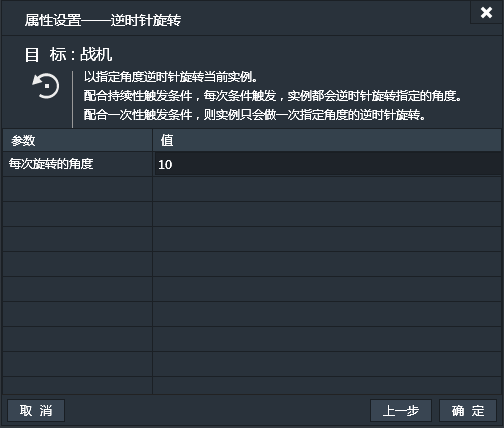 属性设置——逆时针旋转
目 标：战机
以指定角度逆时针旋转当前实例。
配合持续性触发条件，每次条件触发，实例都会逆时针旋转指定的角度。
配合一次性触发条件，则实例只会做一次指定角度的逆时针旋转。
参数 值
每次旋转的角度 10
取 消 上一步 确 定